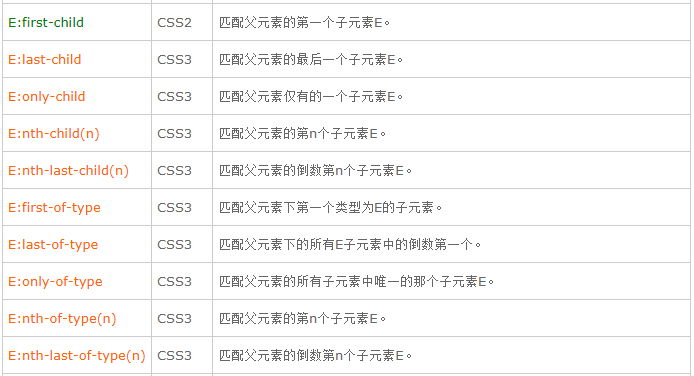 E:first-child CSS2 匹配父元素的第一个子元素E。
E:last-child CSS3 匹配父元素的最后一个子元素E。
E:only-child CSS3 匹配父元素仅有的一个子元素E。
E:nth-child(n) CSS3 匹配父元素的第n个子元素E。
E:nth-last-child(n) CSS3 匹配父元素的倒数第n个子元素E。
E:first-of-type CSS3 匹配父元素下第一个类型为E的子元素。
E:last-of-type CSS3 匹配父元素下的所有E子元素中的倒数第一个。
E:only-of-type CSS3 匹配父元素的所有子元素中唯一的那个子元素E。
E:nth-of-type(n) CSS3 匹配父元素的第n个子元素E。
E:nth-last-of-type(n) CSS3 匹配父元素的倒数第n个子元素E。